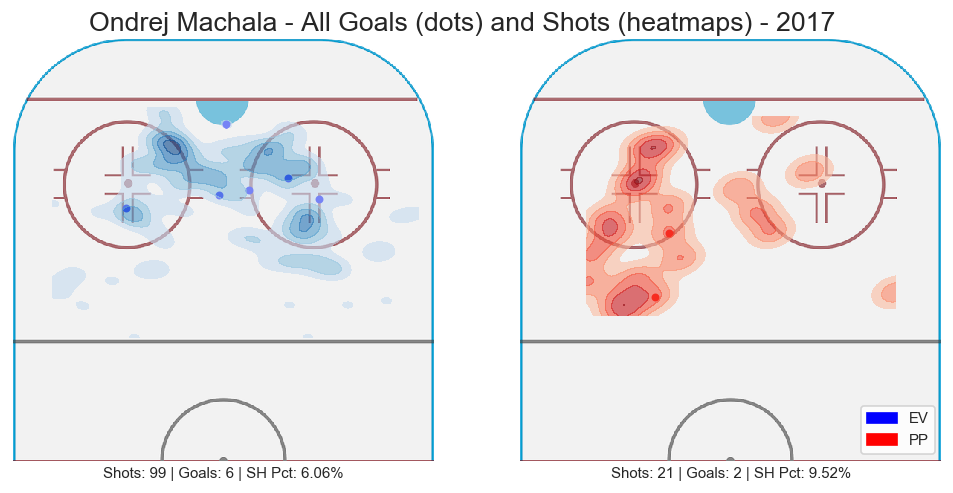 Ondrej Machala - All Goals (dots) and Shots (heatmaps) - 2017
EV
PP
Shots: 99 | Goals: 6 | SH Pct: 6.06%
Shots: 21 | Goals: 2 | SH Pct: 9.52%